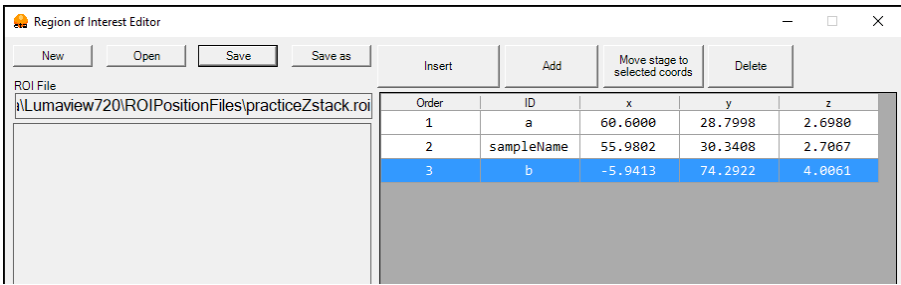 Region of Interest Editor
New Open Save Save as
Insert Add Move stage to selected coords Delete
ROI File
a\Lumaview720\ROIPositionFiles\practiceZstack.roi
Order ID x y z
1 a 60.6000 28.7998 2.6980
2 sampleName 55.9802 30.3408 2.7067
3 b -5.9413 74.2922 4.0061